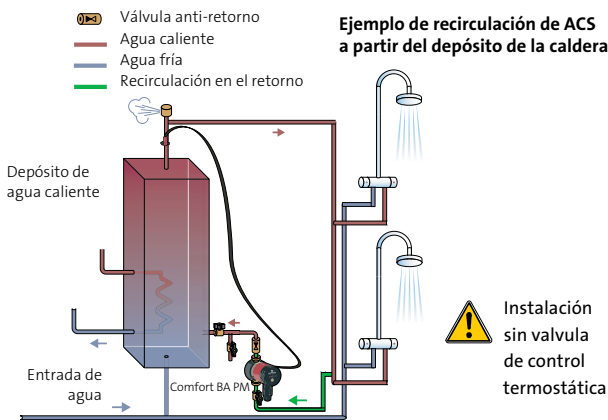 Válvula anti-retorno
Agua caliente
Agua fría
Recirculación en el retorno
Ejemplo de recirculación de ACS
a partir del depósito de la caldera
Depósito de
agua caliente
Instalación
sin valvula
de control
termostática
Entrada de
agua
Comfort BA PM